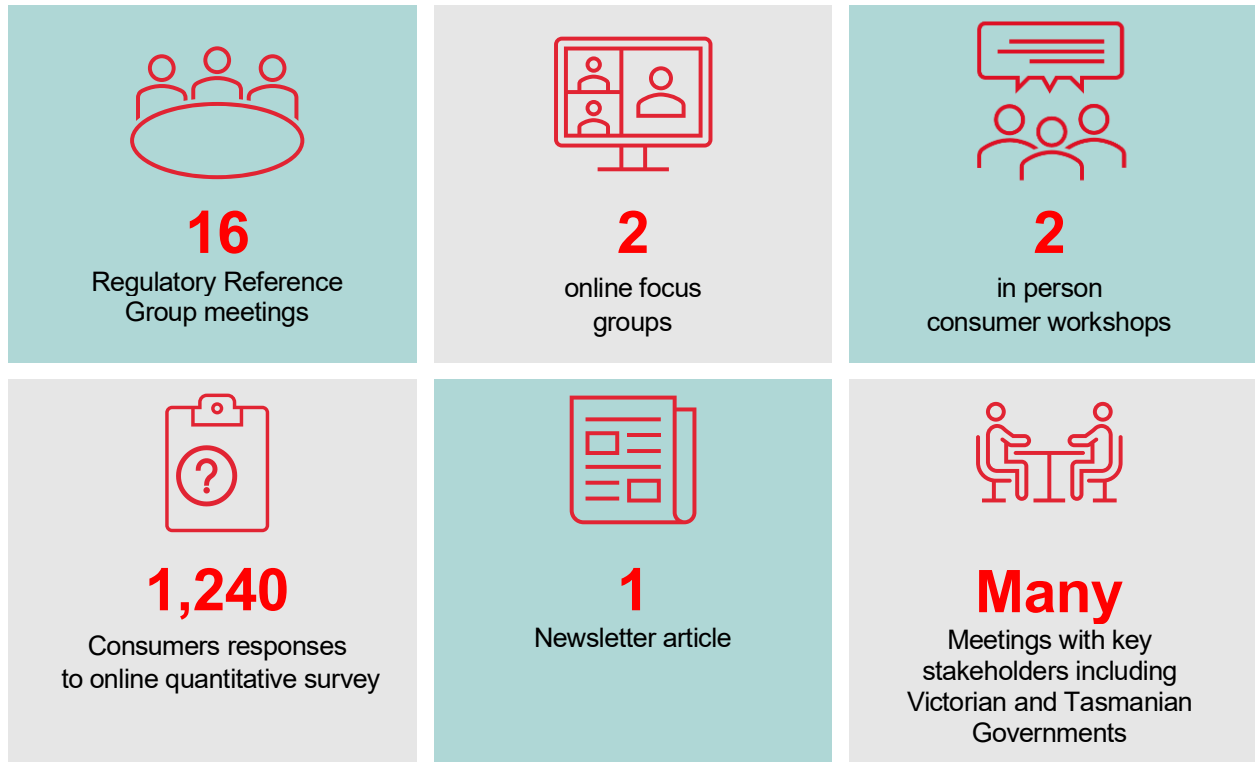 16
Regulatory Reference
Group meetings
2
online focus
groups
2
in person
consumer workshops
?
1,240
Consumers responses
to online quantitative survey
1
Newsletter article
Many
Meetings with key
stakeholders including
Victorian and Tasmanian
Governments